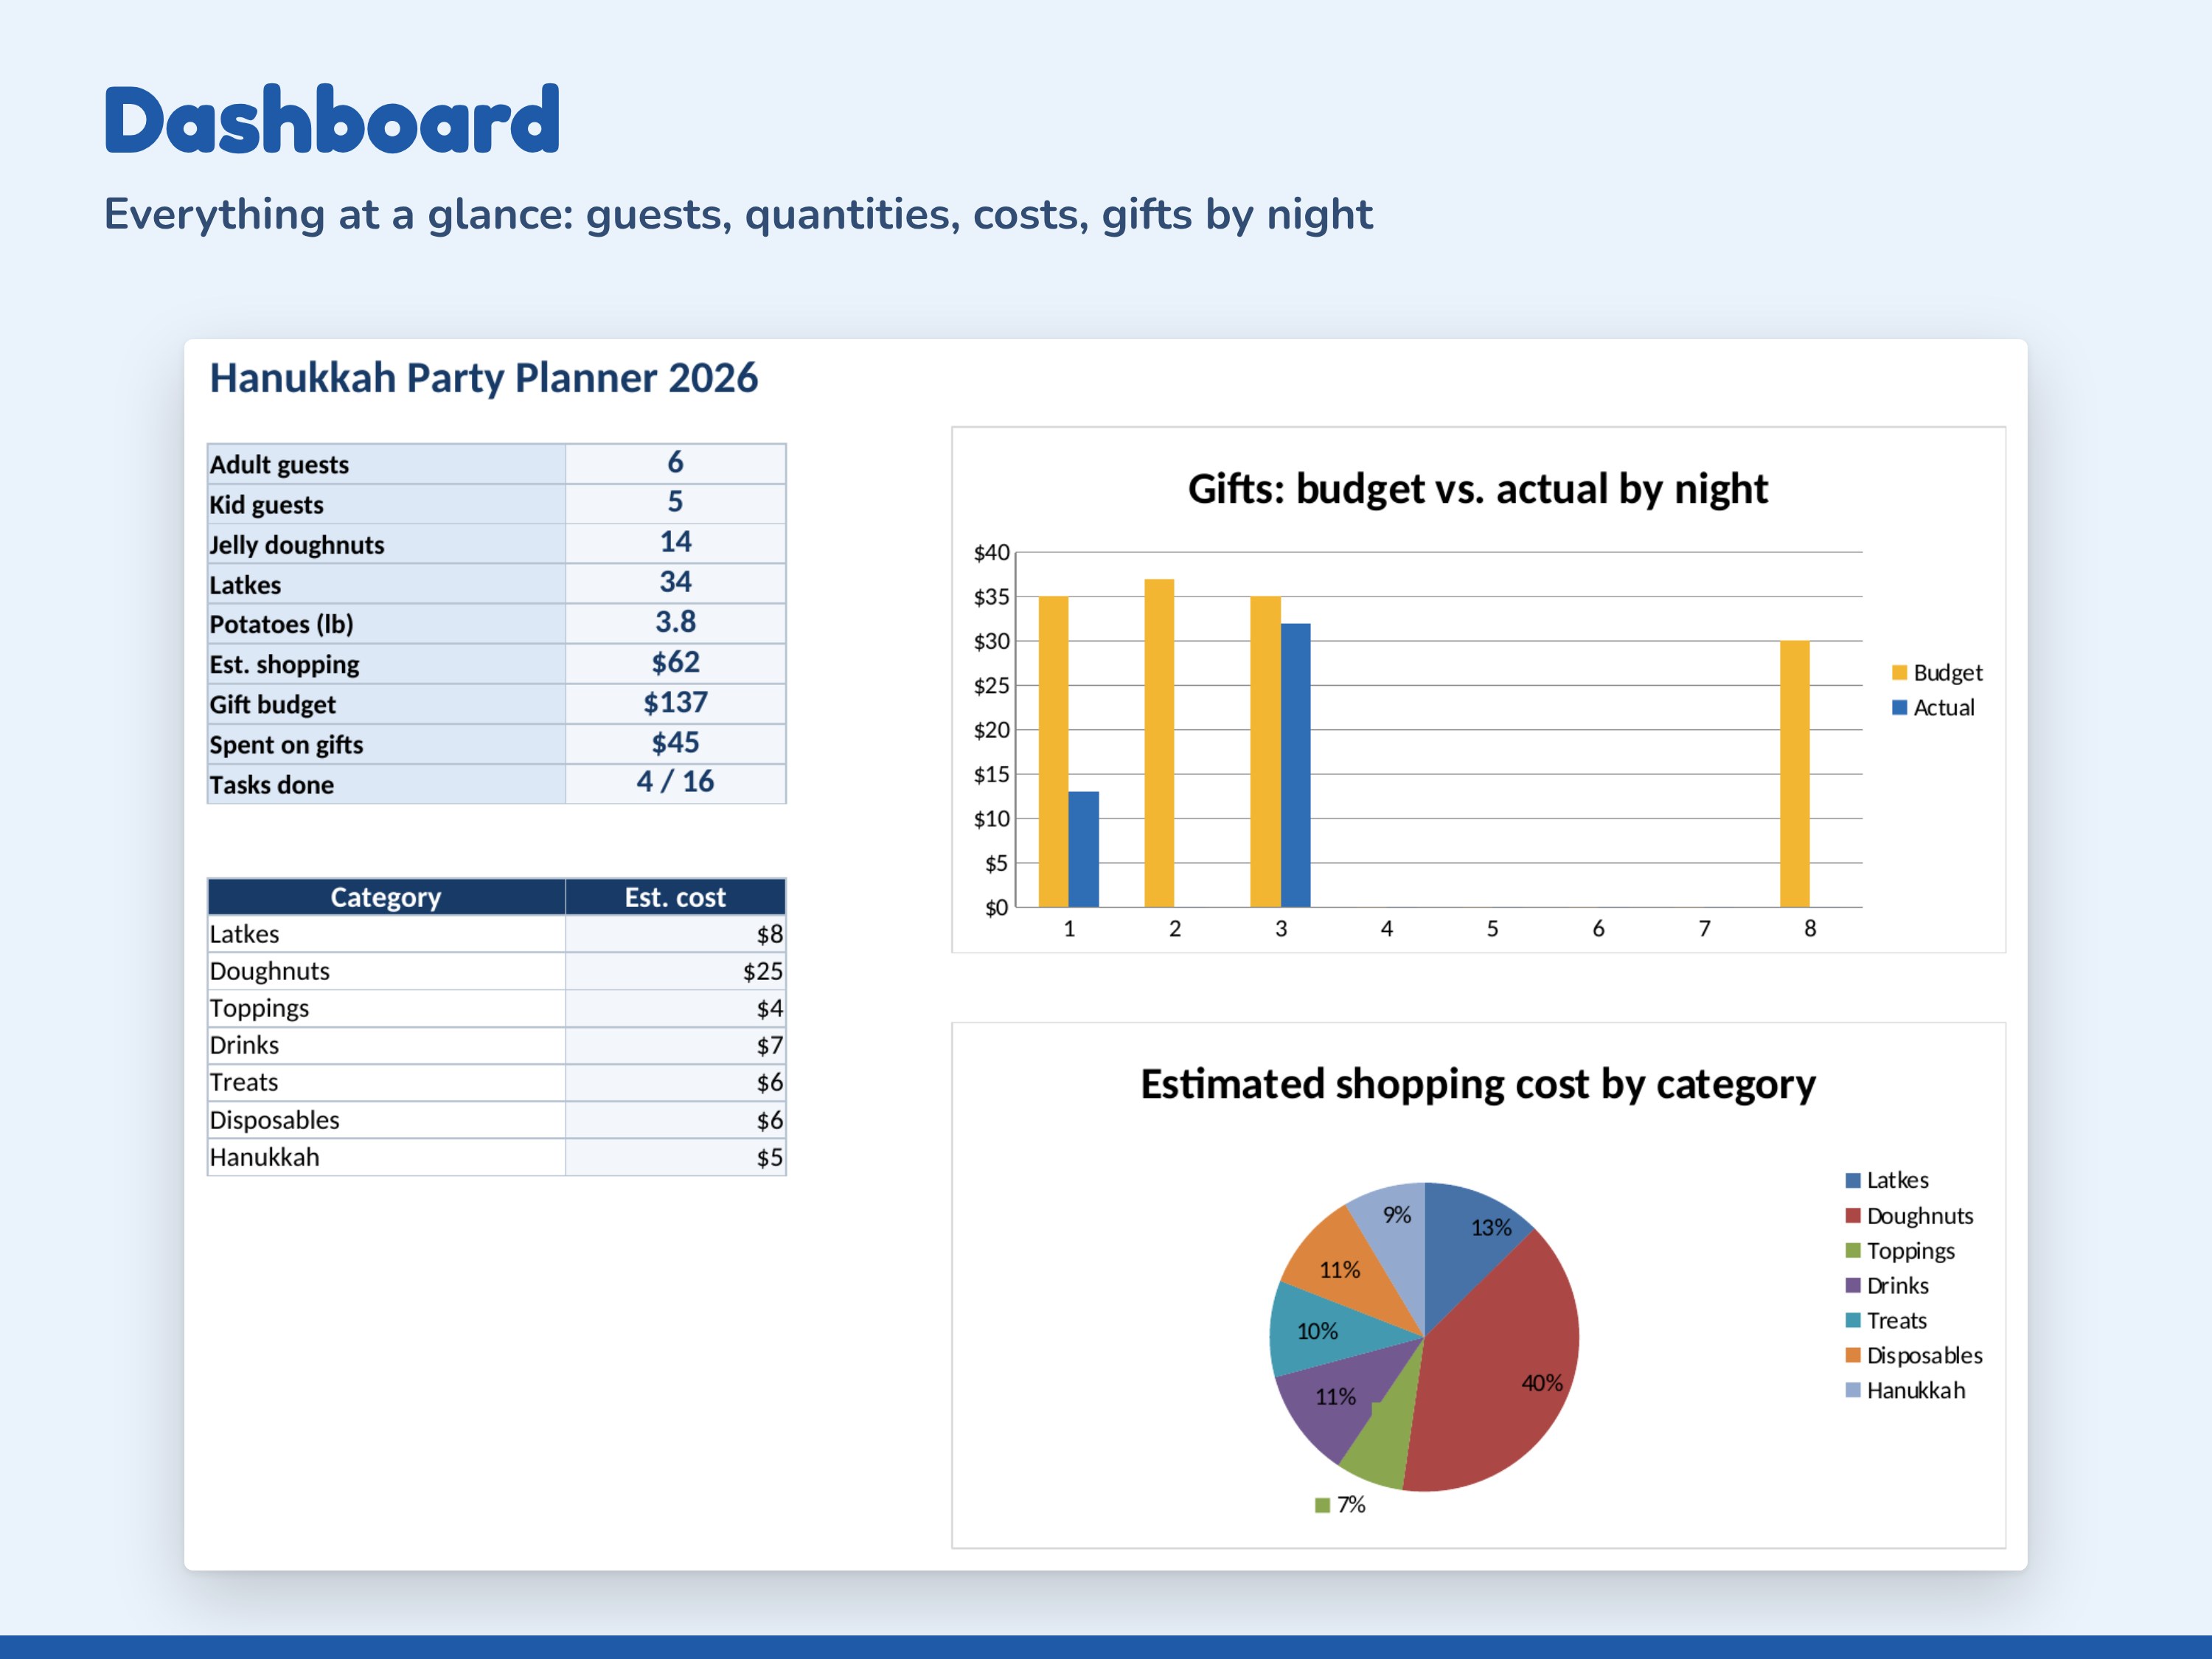 Dashboard
Everything at a glance: guests, quantities, costs, gifts by night
Hanukkah Party Planner 2026
Adult guests 6
Kid guests 5
Jelly doughnuts 14
Latkes 34
Potatoes (lb) 3.8
Est. shopping $62
Gift budget $137
Spent on gifts $45
Tasks done 4 / 16
Category Est. cost
Latkes $8
Doughnuts $25
Toppings $4
Drinks $7
Treats $6
Disposables $6
Hanukkah $5
Gifts: budget vs. actual by night
$40
$35
$30
$25
$20
$15
$10
$5
$0
1 2 3 4 5 6 7 8
Budget
Actual
Estimated shopping cost by category
9%
13%
11%
10%
40%
11%
7%
Latkes
Doughnuts
Toppings
Drinks
Treats
Disposables
Hanukkah